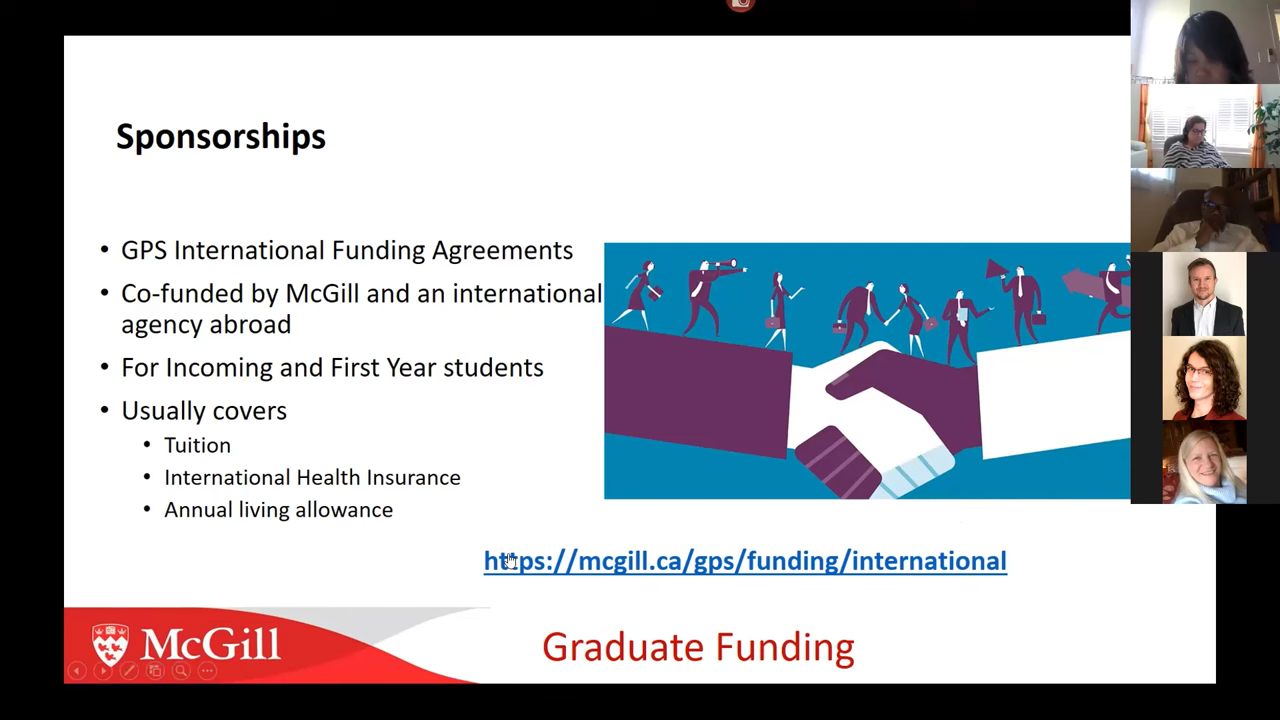 Sponsorships
• GPS International Funding Agreements
• Co-funded by McGill and an international
agency abroad
• For Incoming and First Year students
• Usually covers
• Tuition
• International Health Insurance
• Annual living allowance
https://mcgill.ca/gps/funding/international
McGill
Graduate Funding